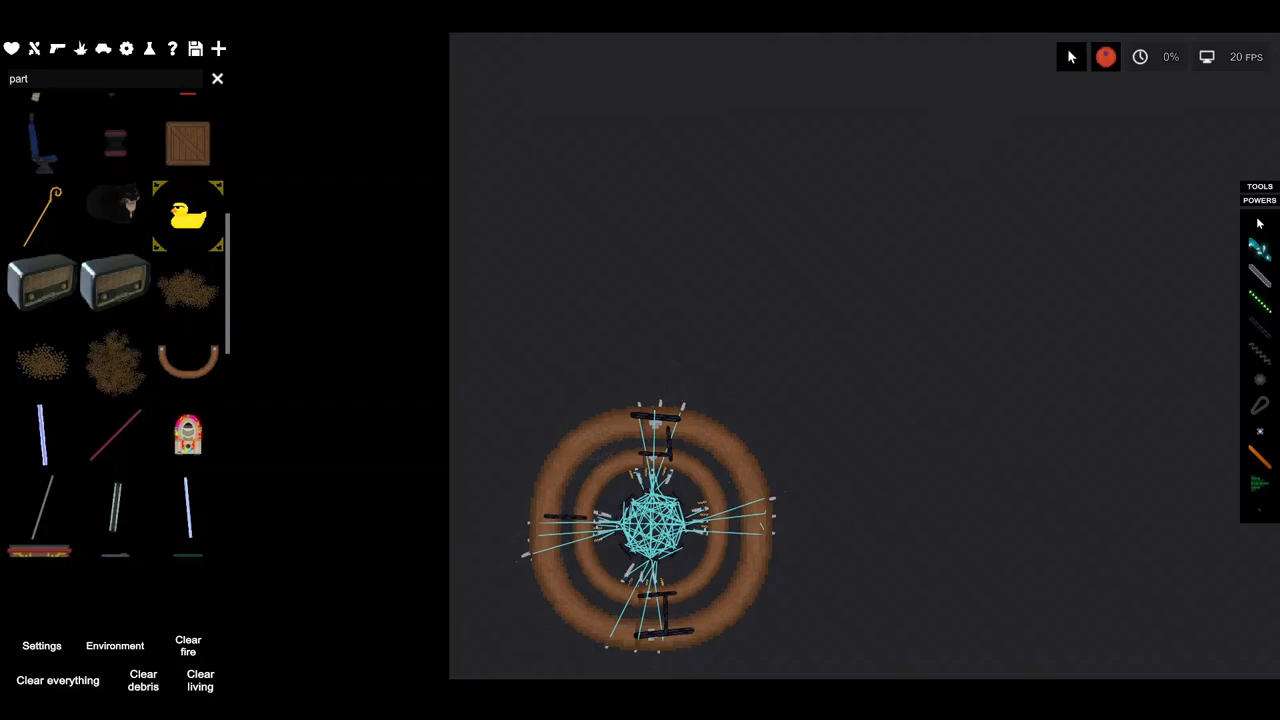 part
0%
20 FPS
TOOLS
POWERS
Settings
Environment
Clear
fire
Clear everything
Clear
debris
Clear
living